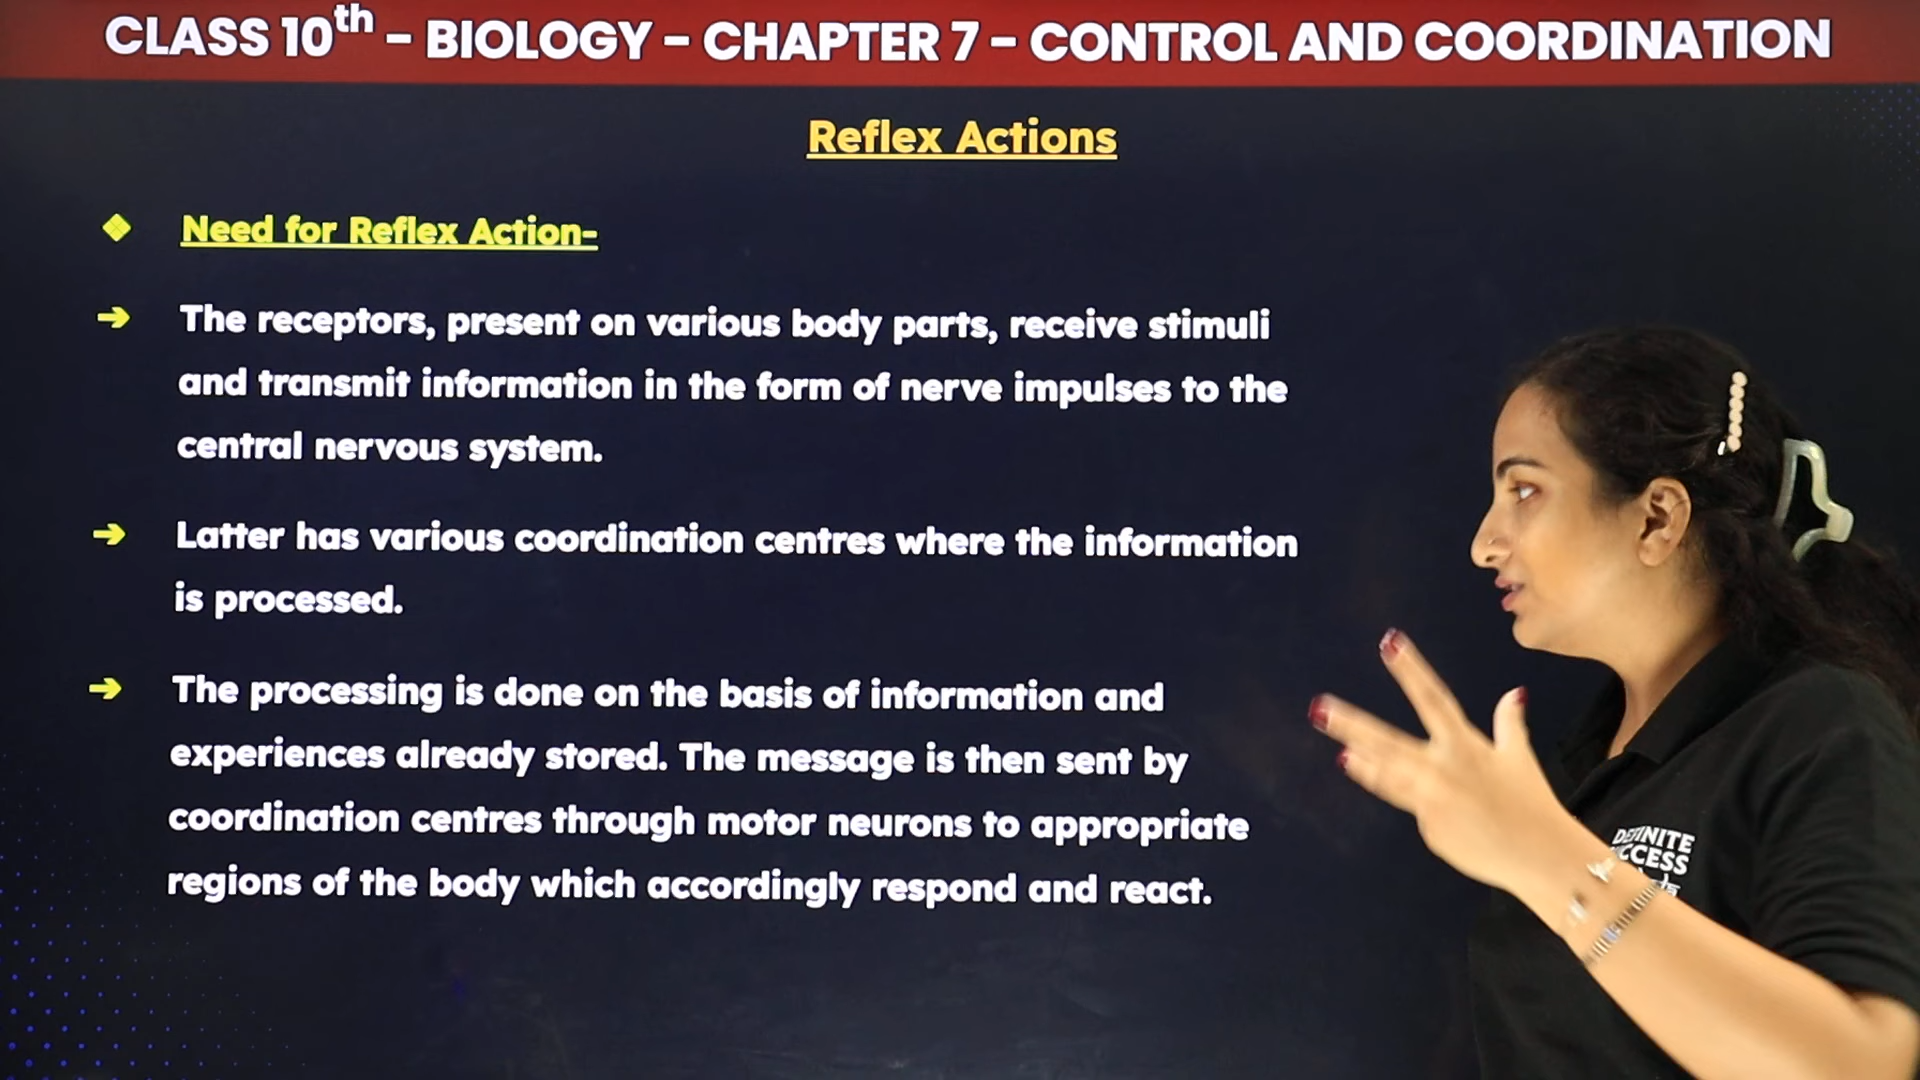 CLASS 10th - BIOLOGY - CHAPTER 7 - CONTROL AND COORDINATION
Reflex Actions
❖ Need for Reflex Action-
➔ The receptors, present on various body parts, receive stimuli
and transmit information in the form of nerve impulses to the
central nervous system.
➔ Latter has various coordination centres where the information
is processed.
➔ The processing is done on the basis of information and
experiences already stored. The message is then sent by
coordination centres through motor neurons to appropriate
regions of the body which accordingly respond and react.